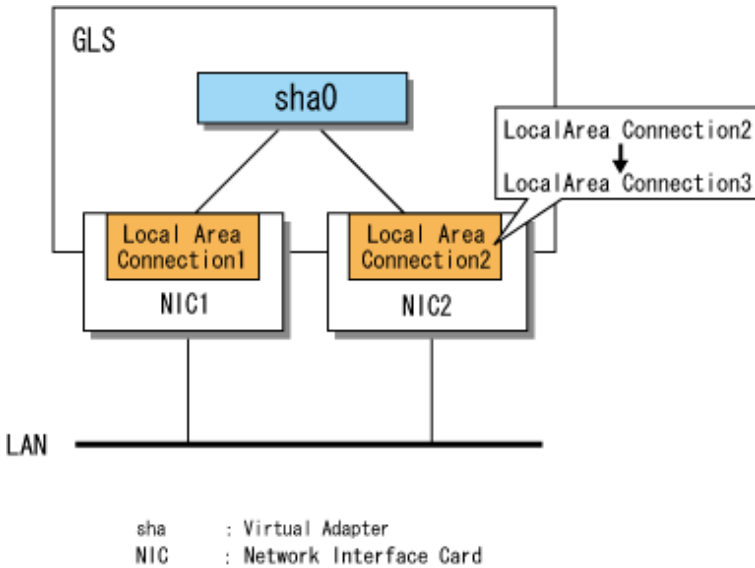 GLS
sha0
LocalArea Connection2
LocalArea Connection3
Local Area
Connection1
Local Area
Connection2
NIC1
NIC2
LAN
sha : Virtual Adapter
NIC : Network Interface Card